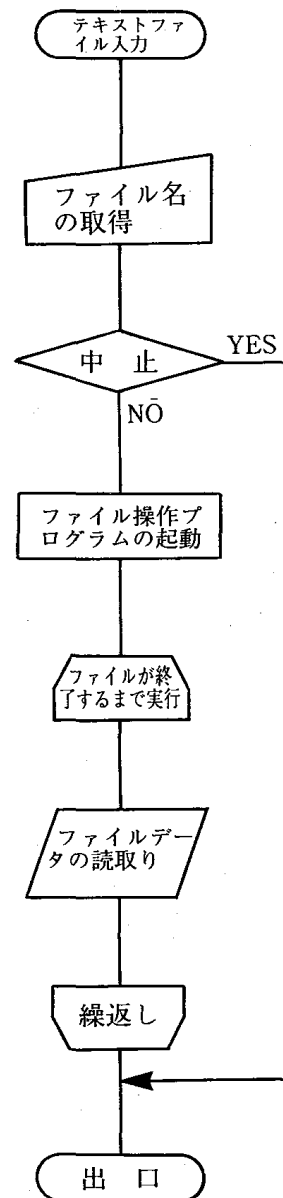 テキストファ
イル入力
ファイル名
の取得
中 止
YES
NO
ファイル操作プ
ログラムの起動
ファイルが終
了するまで実行
ファイルデー
タの読取り
繰返し
出 口